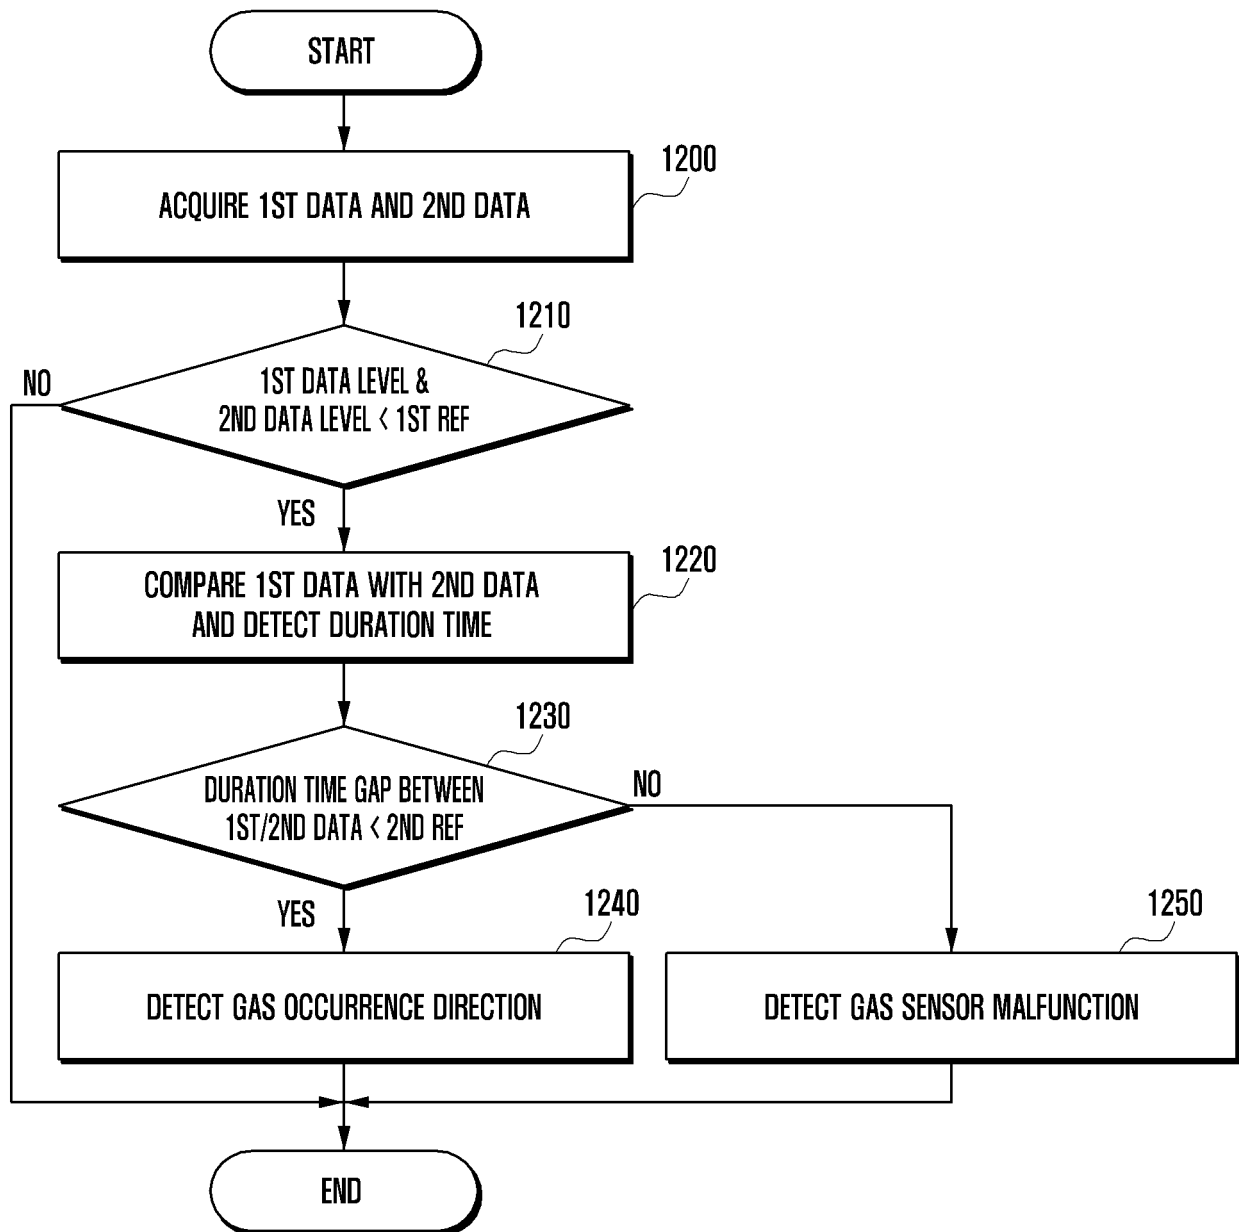 START
1200
ACQUIRE 1ST DATA AND 2ND DATA
1210
NO
1ST DATA LEVEL &
2ND DATA LEVEL < 1ST REF
YES
1220
COMPARE 1ST DATA WITH 2ND DATA
AND DETECT DURATION TIME
1230
NO
DURATION TIME GAP BETWEEN
1ST/2ND DATA < 2ND REF
YES
1240
1250
DETECT GAS OCCURRENCE DIRECTION
DETECT GAS SENSOR MALFUNCTION
END